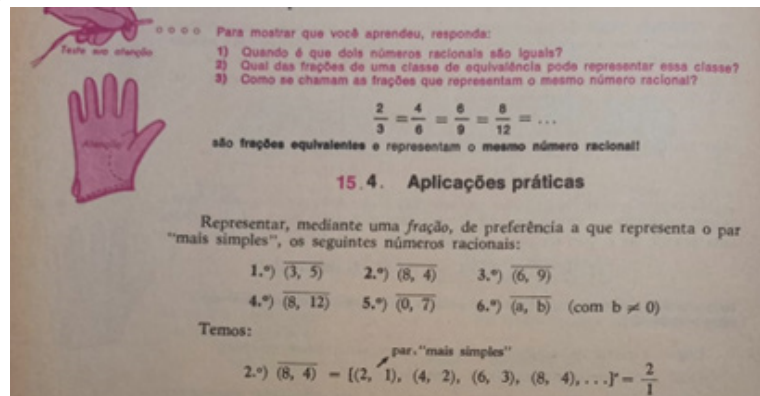 Para mostrar que você aprendeu, responda:
Teste sua atenção
1) Quando é que dois números racionais são iguais?
2) Qual das frações de uma classe de equivalência pode representar essa classe?
3) Como se chamam as frações que representam o mesmo número racional?
2/3 = 4/6 = 6/9 = 8/12 = ...
Atenção
são frações equivalentes e representam o mesmo número racional!
15.4. Aplicações práticas
Representar, mediante uma fração, de preferência a que representa o par
"mais simples", os seguintes números racionais:
1.º) (3, 5) 2.º) (8, 4) 3.º) (6, 9)
4.º) (8, 12) 5.º) (0, 7) 6.º) (a, b) (com b ≠ 0)
Temos:
par "mais simples"
2.º) (8, 4) = [(2, 1), (4, 2), (6, 3), (8, 4),...] = 2/1